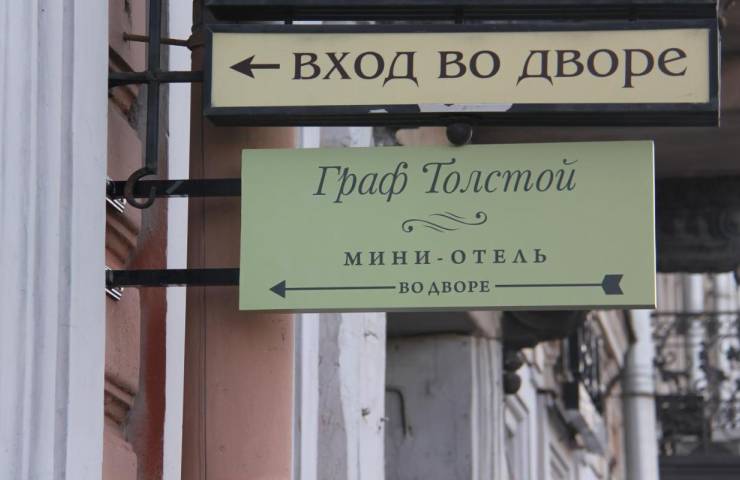 ВХОД ВО ДВОРЕ
Граф Толстой
МИНИ-ОТЕЛЬ
ВО ДВОРЕ